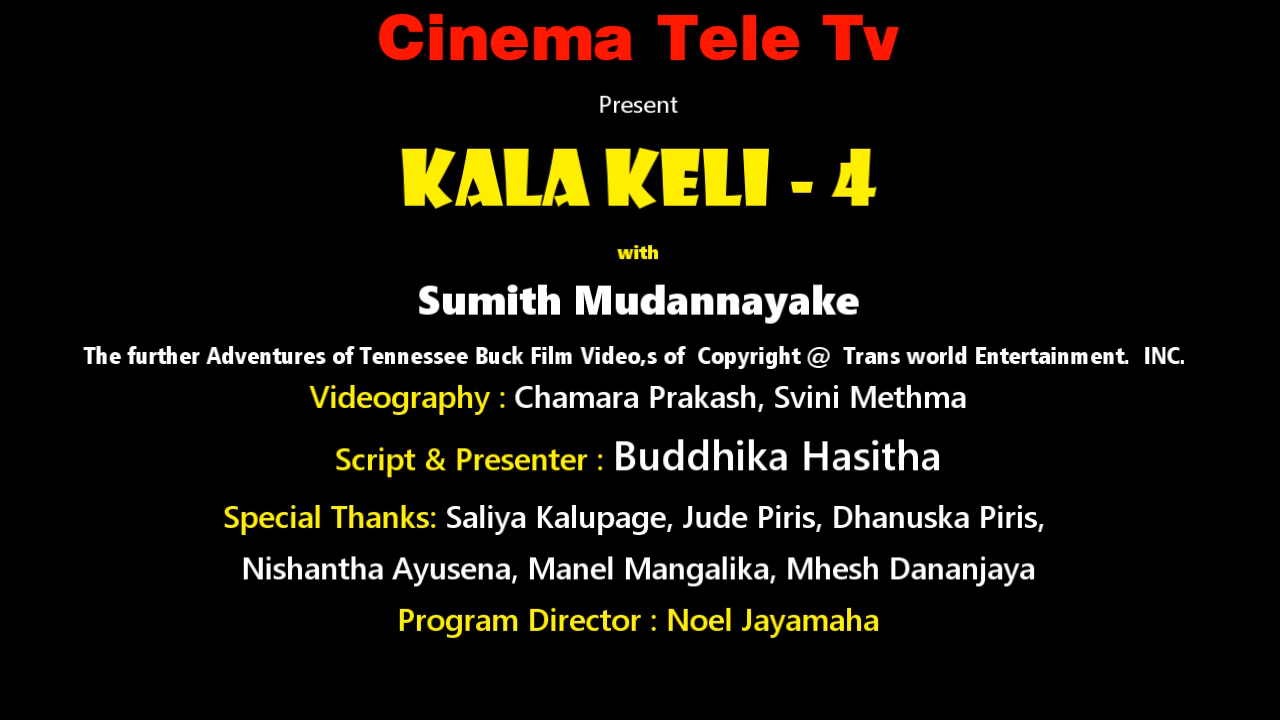 Cinema Tele Tv
Present
KALA KELI - 4
with
Sumith Mudannayake
The further Adventures of Tennessee Buck Film Video,s of Copyright @ Trans world Entertainment. INC.
Videography : Chamara Prakash, Svini Methma
Script & Presenter : Buddhika Hasitha
Special Thanks: Saliya Kalupage, Jude Piris, Dhanuska Piris,
Nishantha Ayusena, Manel Mangalika, Mhesh Dananjaya
Program Director : Noel Jayamaha